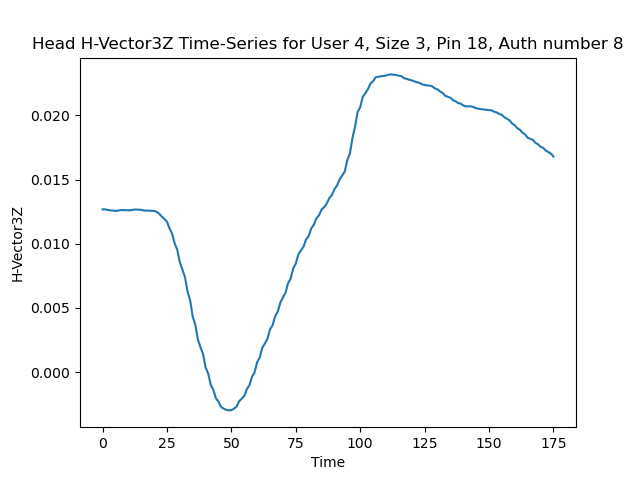 Head H-Vector3Z Time-Series for User 4, Size 3, Pin 18, Auth number 8
H-Vector3Z
0.020
0.015
0.010
0.005
0.000
0 25 50 75 100 125 150 175
Time